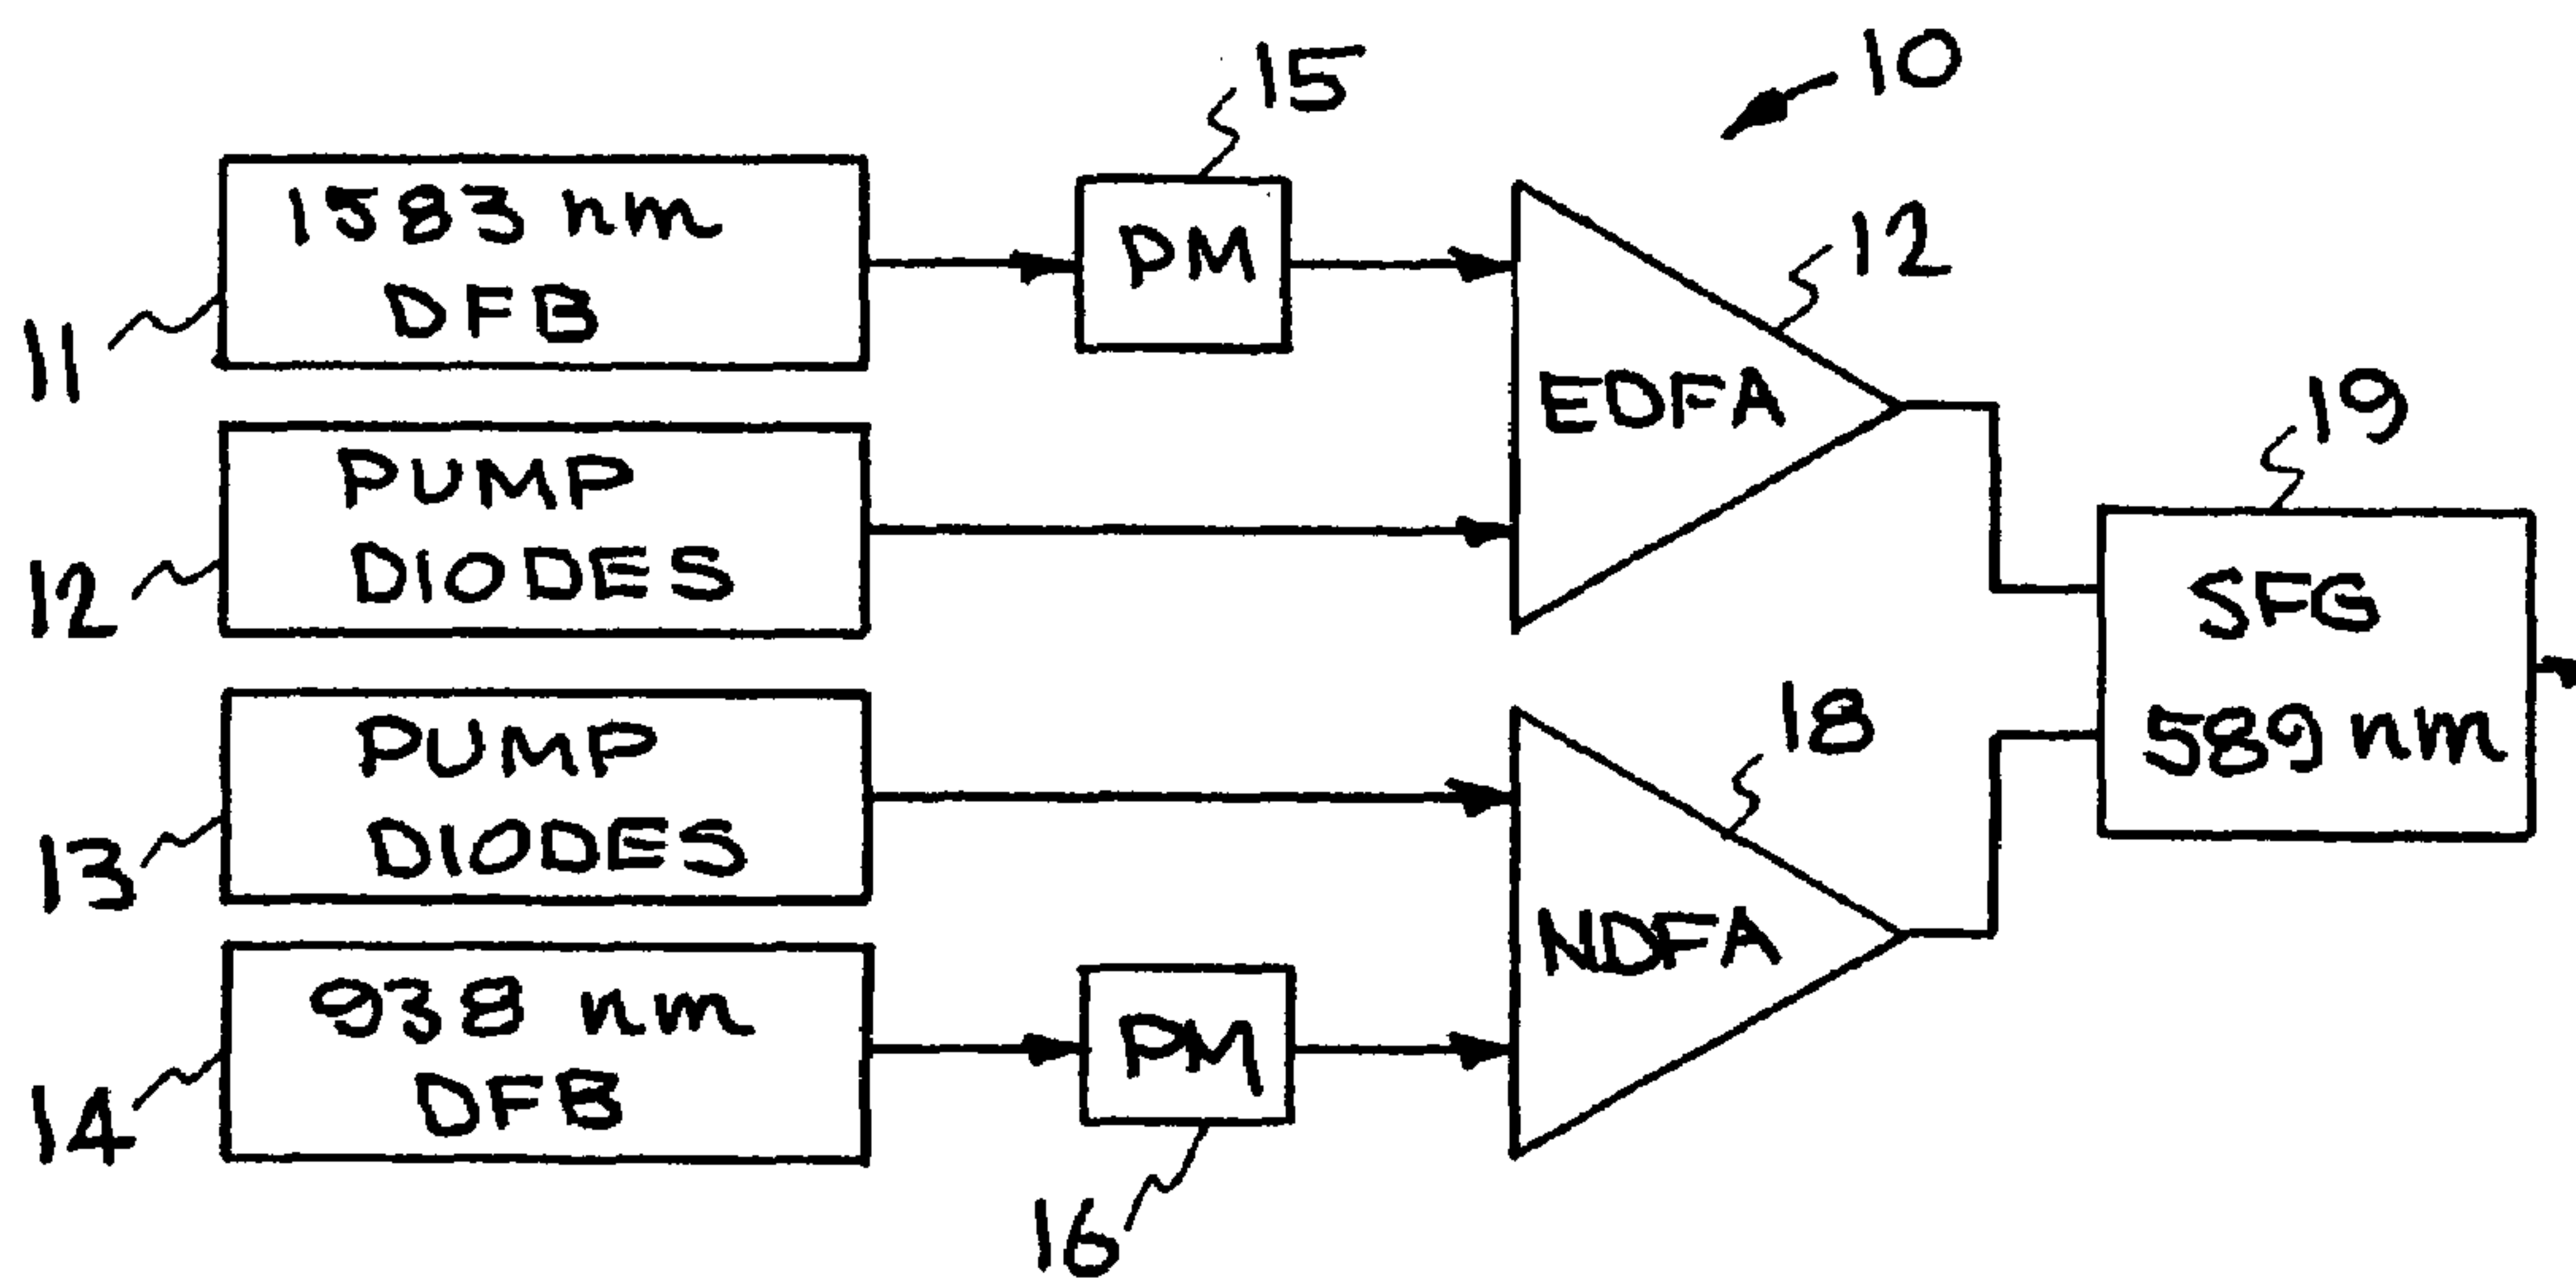 10
15
1583 nm
DFB
11
PM
12
EDFA
PUMP
DIODES
12
19
SFG
589 nm
PUMP
DIODES
13
18
NDFA
938 nm
DFB
14
PM
16